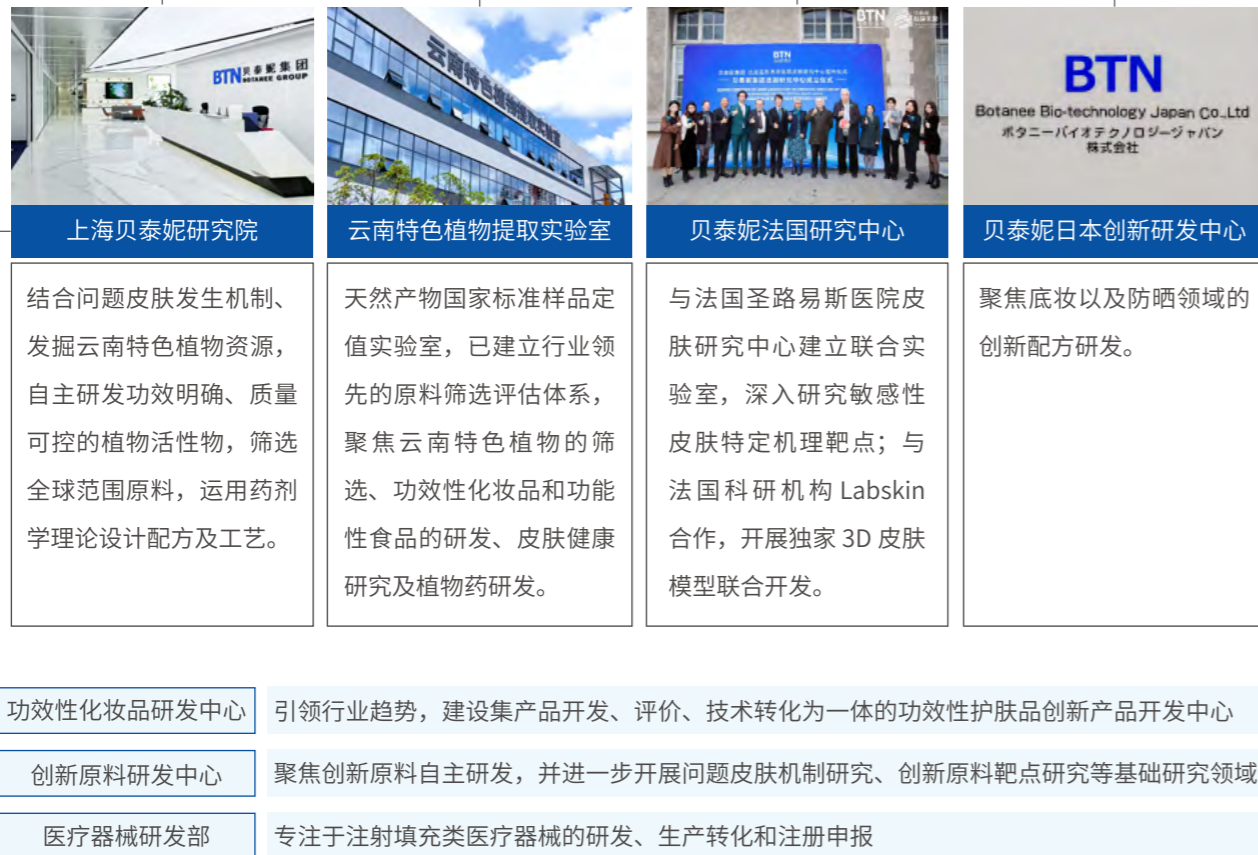 BTN 贝泰妮集团
BOTANEE GROUP
云南特色植物提取实验室
BTN
BTN
贝泰妮集团法国研究中心成立仪式
BTN
Botanee Bio-technology Japan Co.,Ltd
ボタニーバイオテクノロジージャパン
株式会社
上海贝泰妮研究院
云南特色植物提取实验室
贝泰妮法国研究中心
贝泰妮日本创新研发中心
结合问题皮肤发生机制、
发掘云南特色植物资源，
自主研发功效明确、质量
可控的植物活性物，筛选
全球范围原料，运用药剂
学理论设计配方及工艺。
天然产物国家标准样品定
值实验室，已建立行业领
先的原料筛选评估体系，
聚焦云南特色植物的筛
选、功效性化妆品和功能
性食品的研发、皮肤健康
研究及植物药研发。
与法国圣路易斯医院皮
肤研究中心建立联合实
验室，深入研究敏感性
皮肤特定机理靶点；与
法国科研机构 Labskin
合作，开展独家 3D 皮肤
模型联合开发。
聚焦底妆以及防晒领域的
创新配方研发。
功效性化妆品研发中心
引领行业趋势，建设集产品开发、评价、技术转化为一体的功效性护肤品创新产品开发中心
创新原料研发中心
聚焦创新原料自主研发，并进一步开展问题皮肤机制研究、创新原料靶点研究等基础研究领域
医疗器械研发部
专注于注射填充类医疗器械的研发、生产转化和注册申报